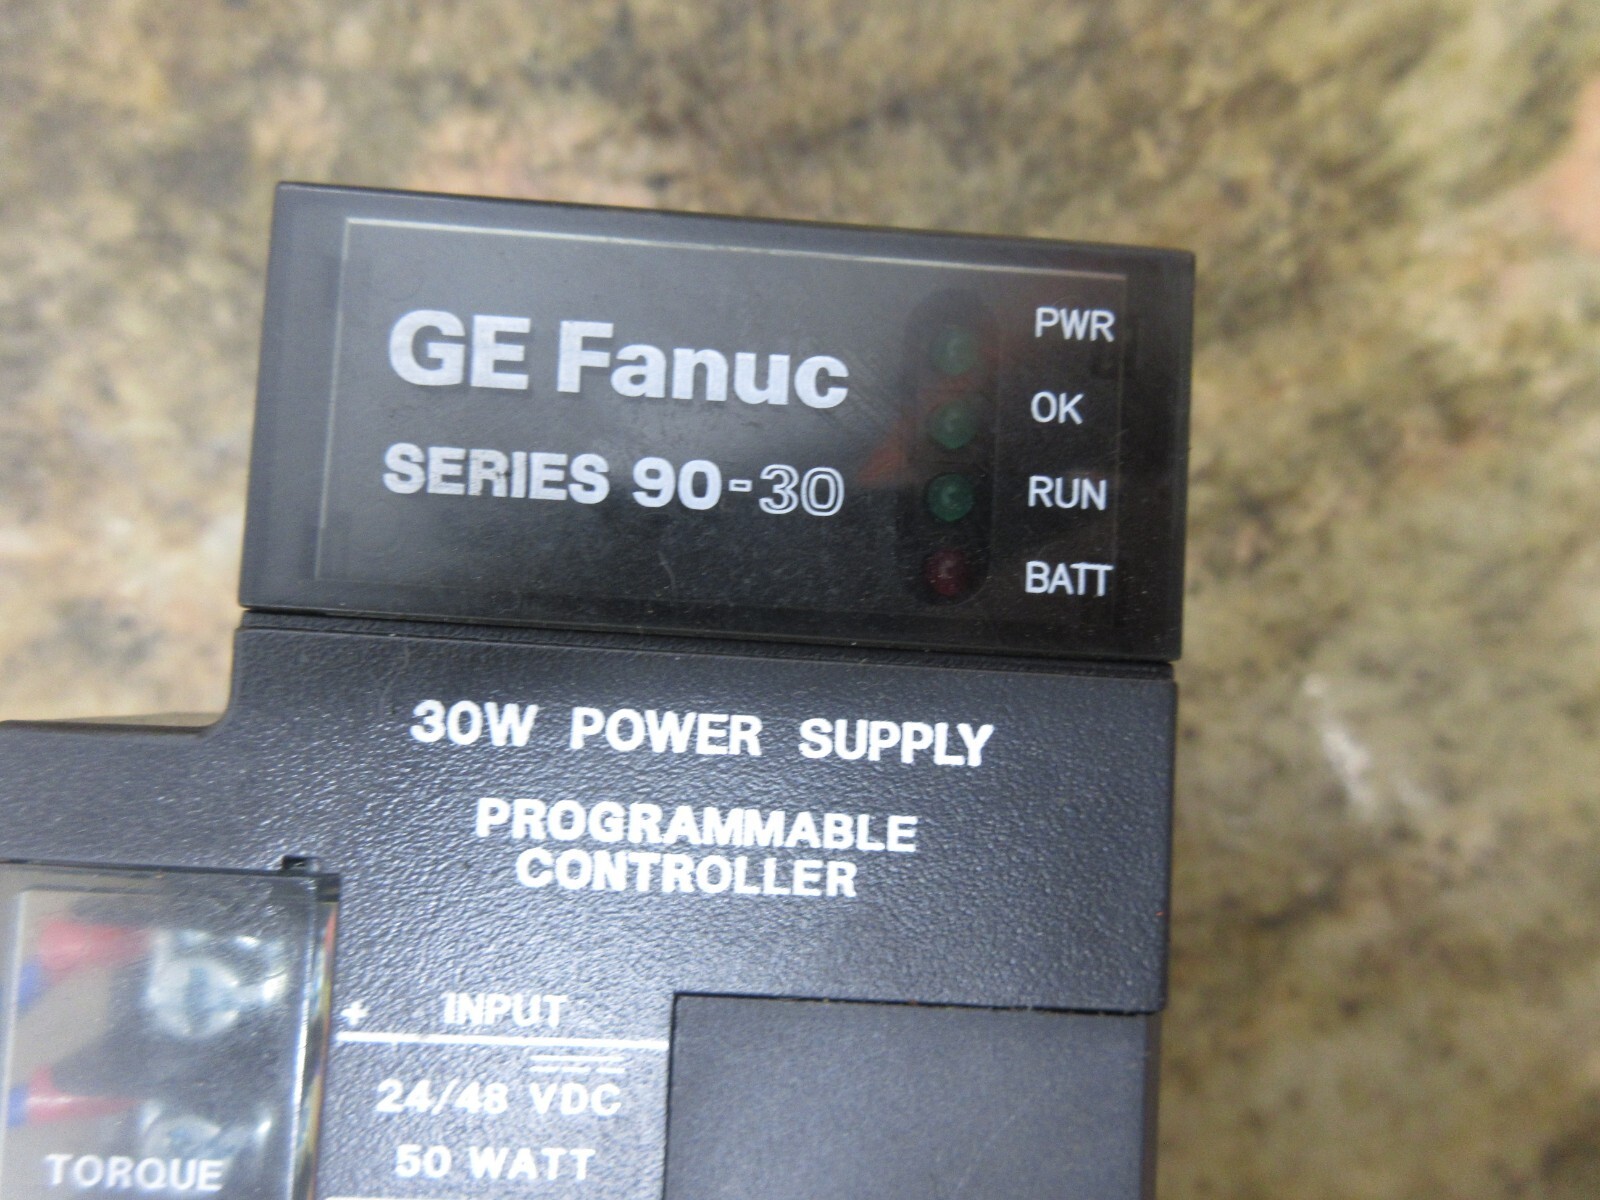 GE Fanuc
SERIES 90-30
PWR
OK
RUN
BATT
30W POWER SUPPLY
PROGRAMMABLE
CONTROLLER
+ INPUT
24/48 VDC
50 WATT
TORQUE